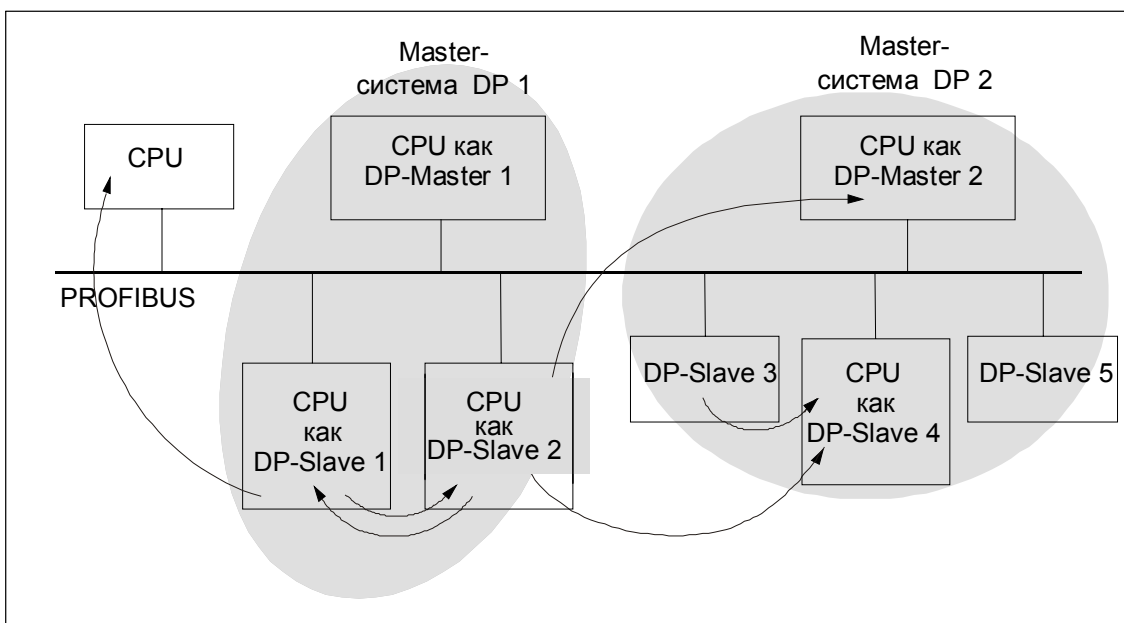 Master-
система DP 1
Master-
система DP 2
CPU
CPU как
DP-Master 1
CPU как
DP-Master 2
PROFIBUS
CPU
как
DP-Slave 1
CPU
как
DP-Slave 2
DP-Slave 3
CPU
как
DP-Slave 4
DP-Slave 5